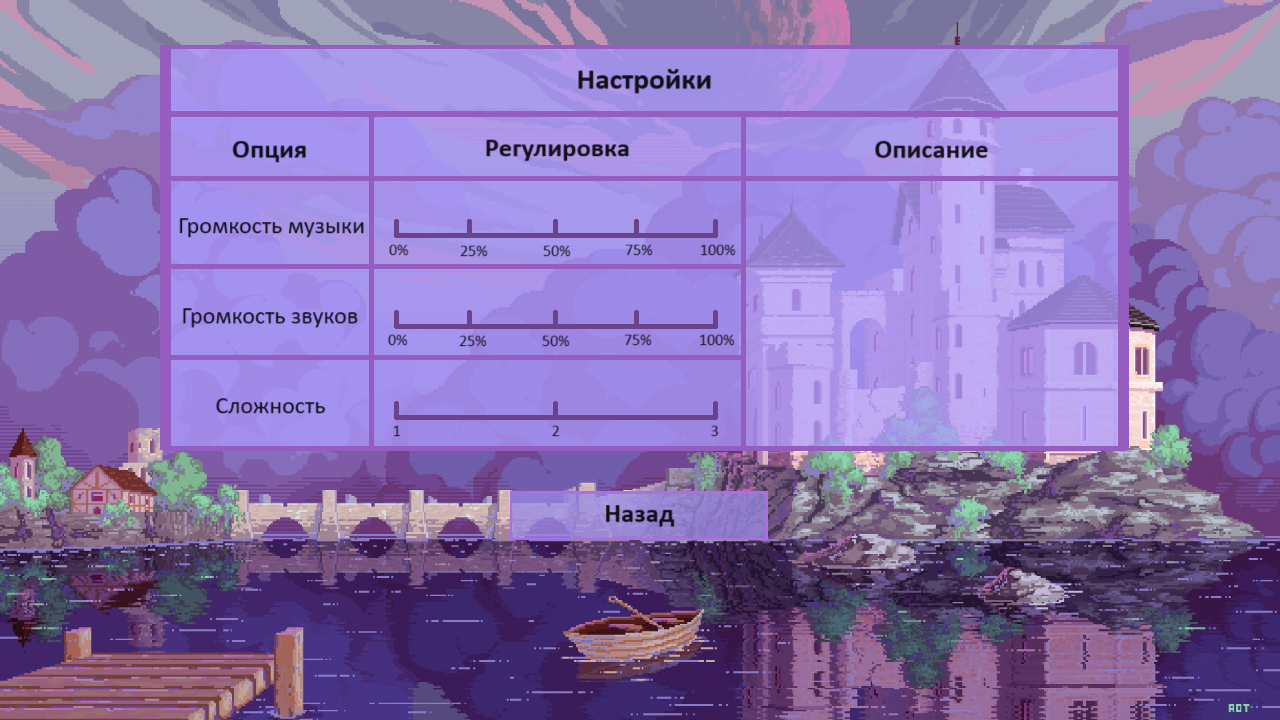 Настройки
Опция Регулировка Описание
Громкость музыки
0% 25% 50% 75% 100%
Громкость звуков
0% 25% 50% 75% 100%
Сложность
1 2 3
Назад